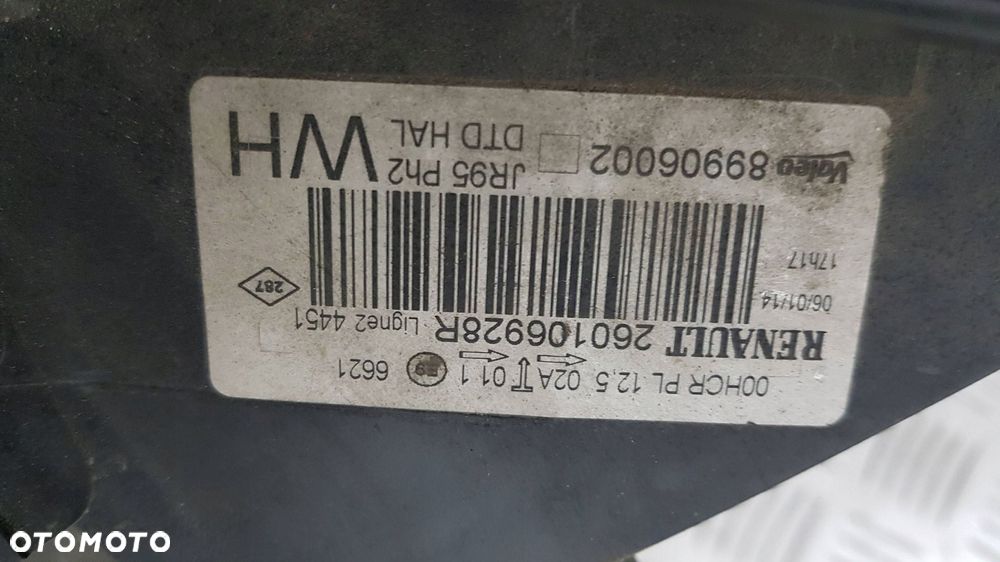 00HCR PL 12,5 02A 01 1 E9 6621
RENAULT 260106928R Ligne2 4451
06/01/14
17h17
287
Valeo 89906002
JR95 Ph2
DTD HAL
WH
OTOMOTO